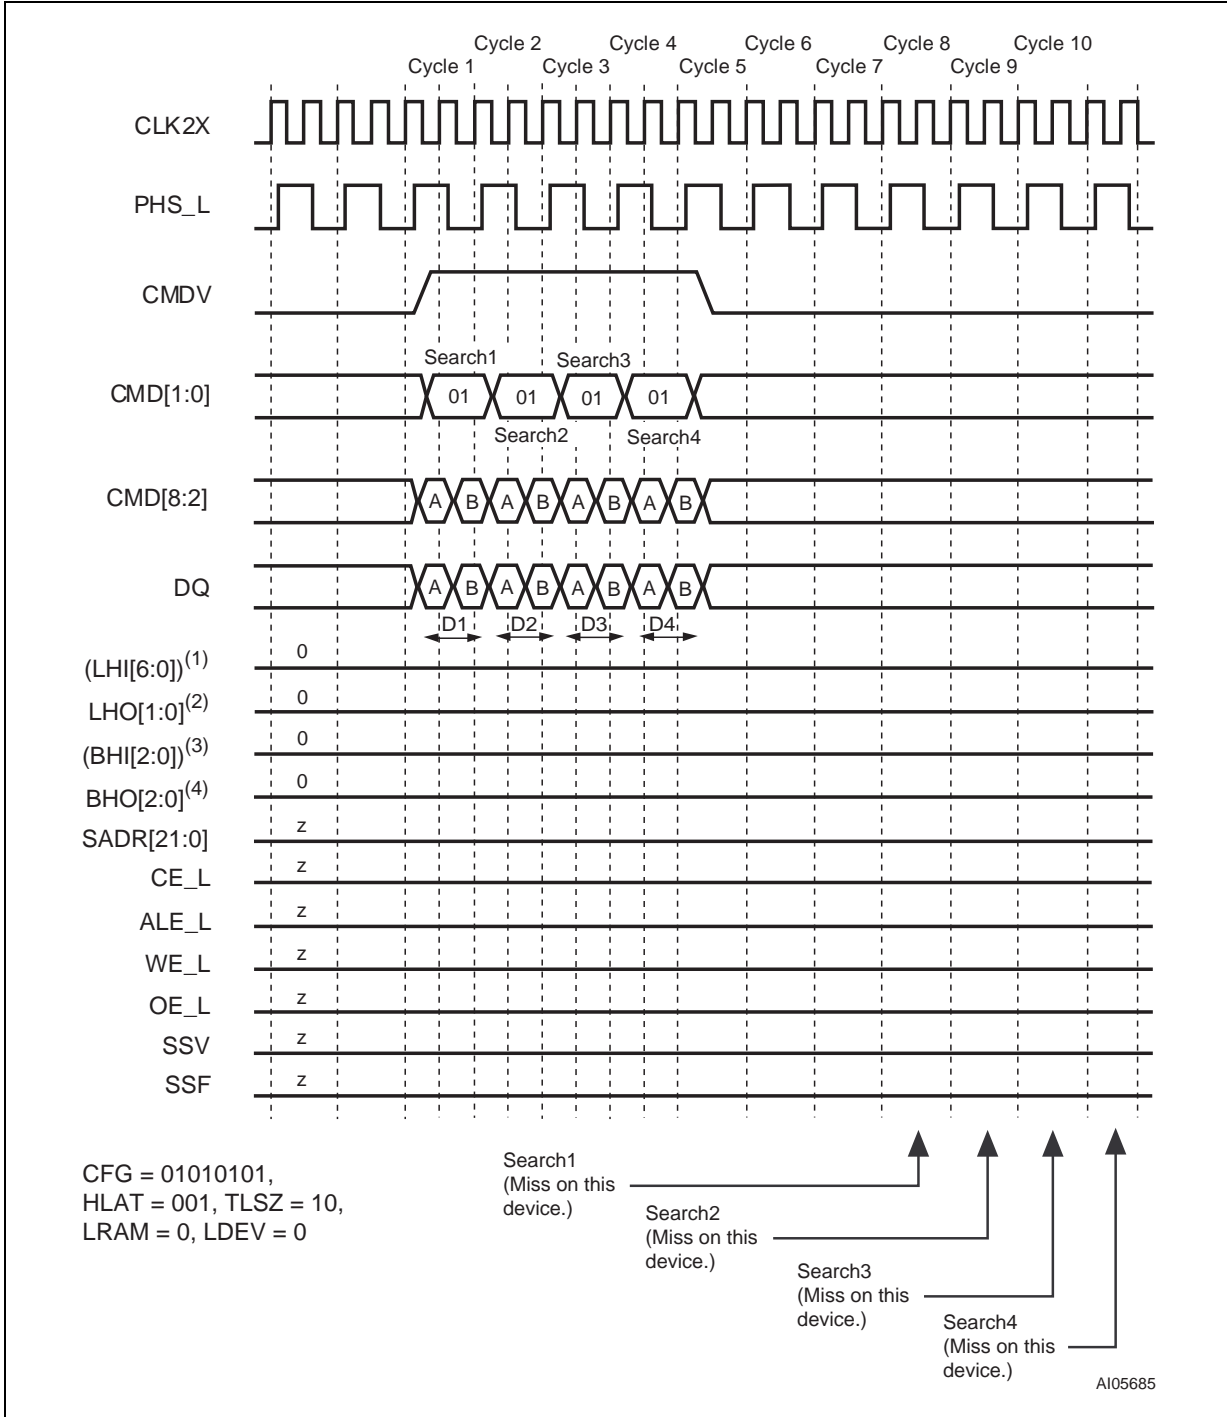 Cycle 2 Cycle 4 Cycle 6 Cycle 8 Cycle 10
Cycle 1 Cycle 3 Cycle 5 Cycle 7 Cycle 9
CLK2X
PHS_L
CMDV
Search1 Search3
CMD[1:0] 01 01 01 01
Search2 Search4
CMD[8:2] A B A B A B A B
DQ A B A B A B A B
D1 D2 D3 D4
(LHI[6:0])(1) 0
LHO[1:0](2) 0
(BHI[2:0])(3) 0
BHO[2:0](4) 0
SADR[21:0] z
CE_L z
ALE_L z
WE_L z
OE_L z
SSV z
SSF z
CFG = 01010101,
HLAT = 001, TLSZ = 10,
LRAM = 0, LDEV = 0
Search1
(Miss on this
device.)
Search2
(Miss on this
device.)
Search3
(Miss on this
device.)
Search4
(Miss on this
device.)
AI05685